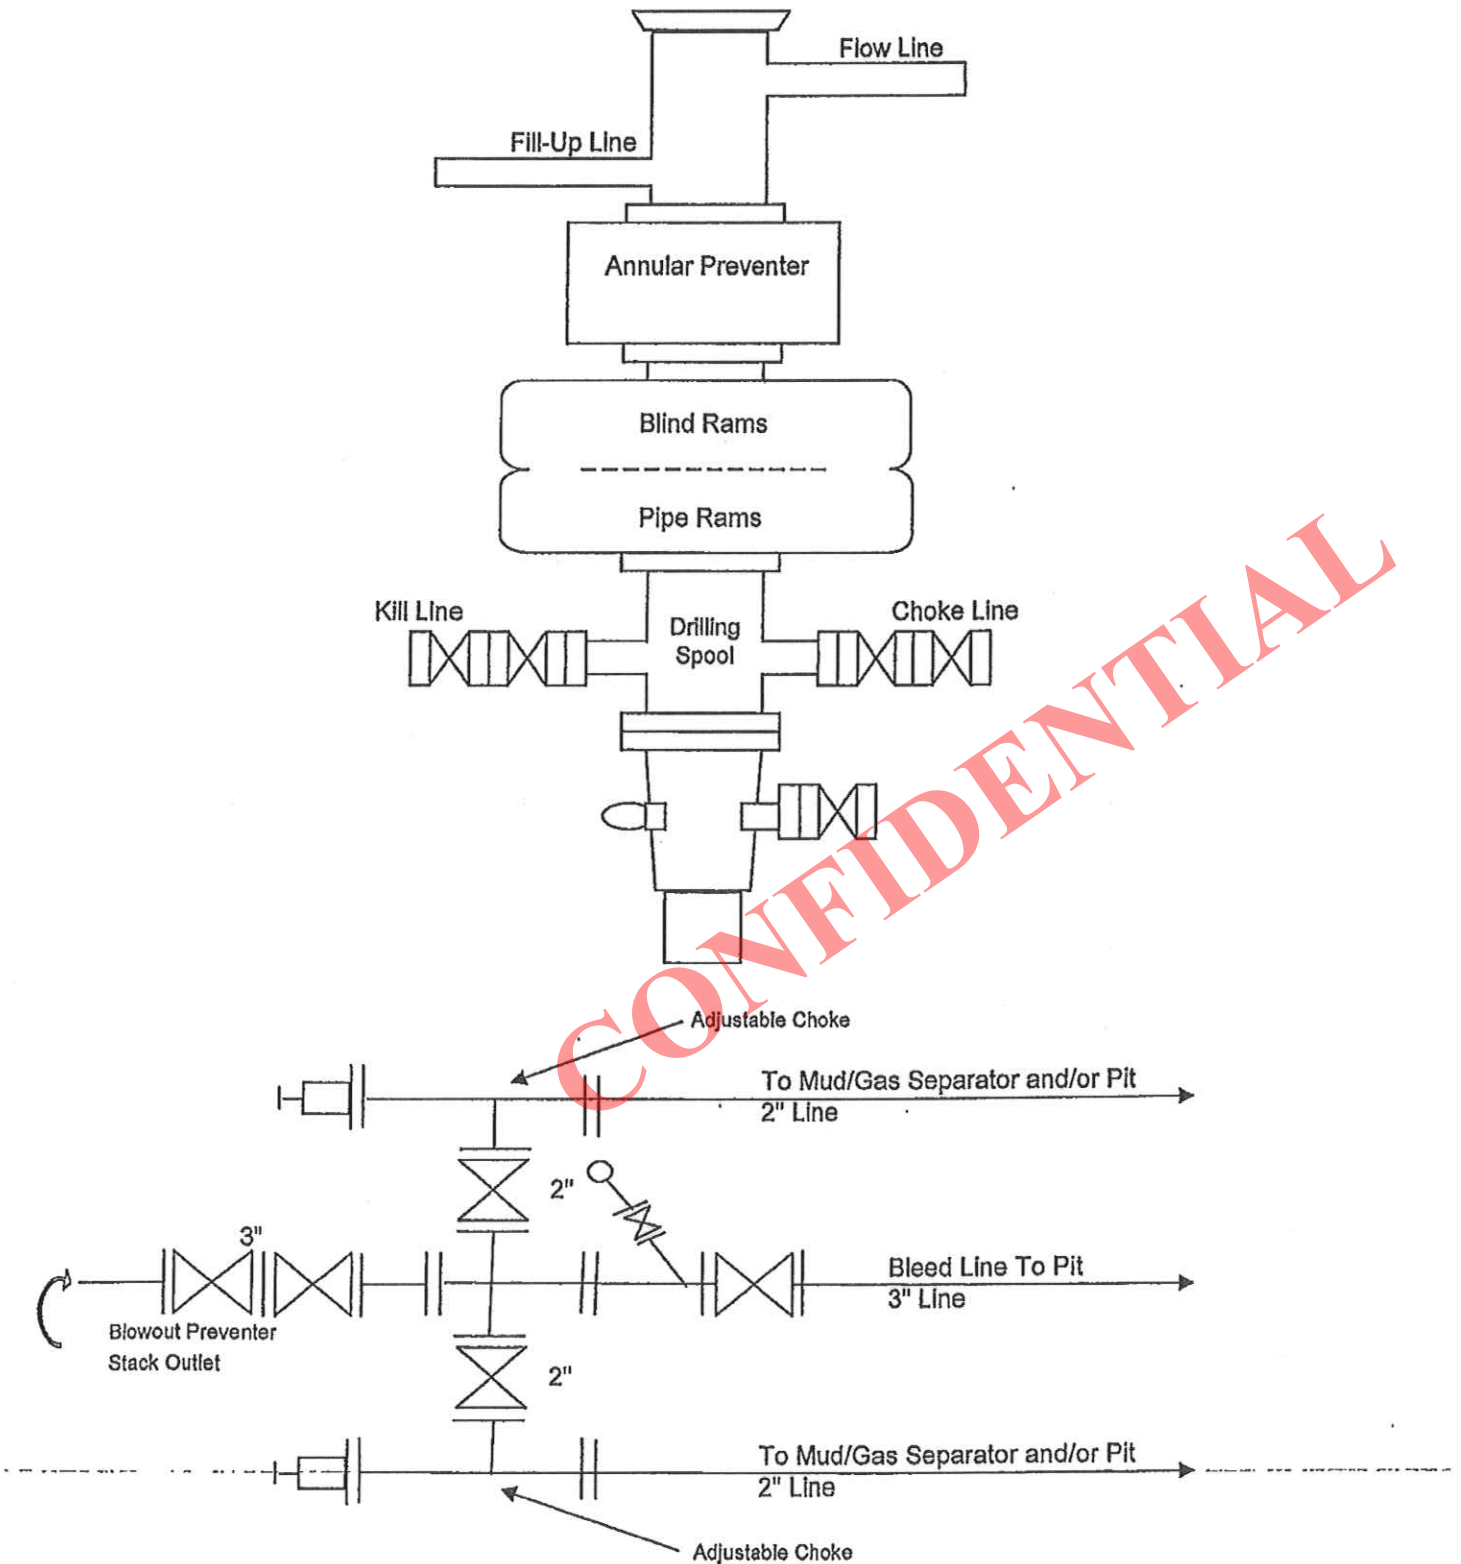 Flow Line
Fill-Up Line
Annular Preventer
Blind Rams
Pipe Rams
Kill Line
Choke Line
Drilling
Spool
CONFIDENTIAL
Adjustable Choke
To Mud/Gas Separator and/or Pit
2" Line
2"
3"
Bleed Line To Pit
3" Line
Blowout Preventer
Stack Outlet
2"
To Mud/Gas Separator and/or Pit
2" Line
Adjustable Choke